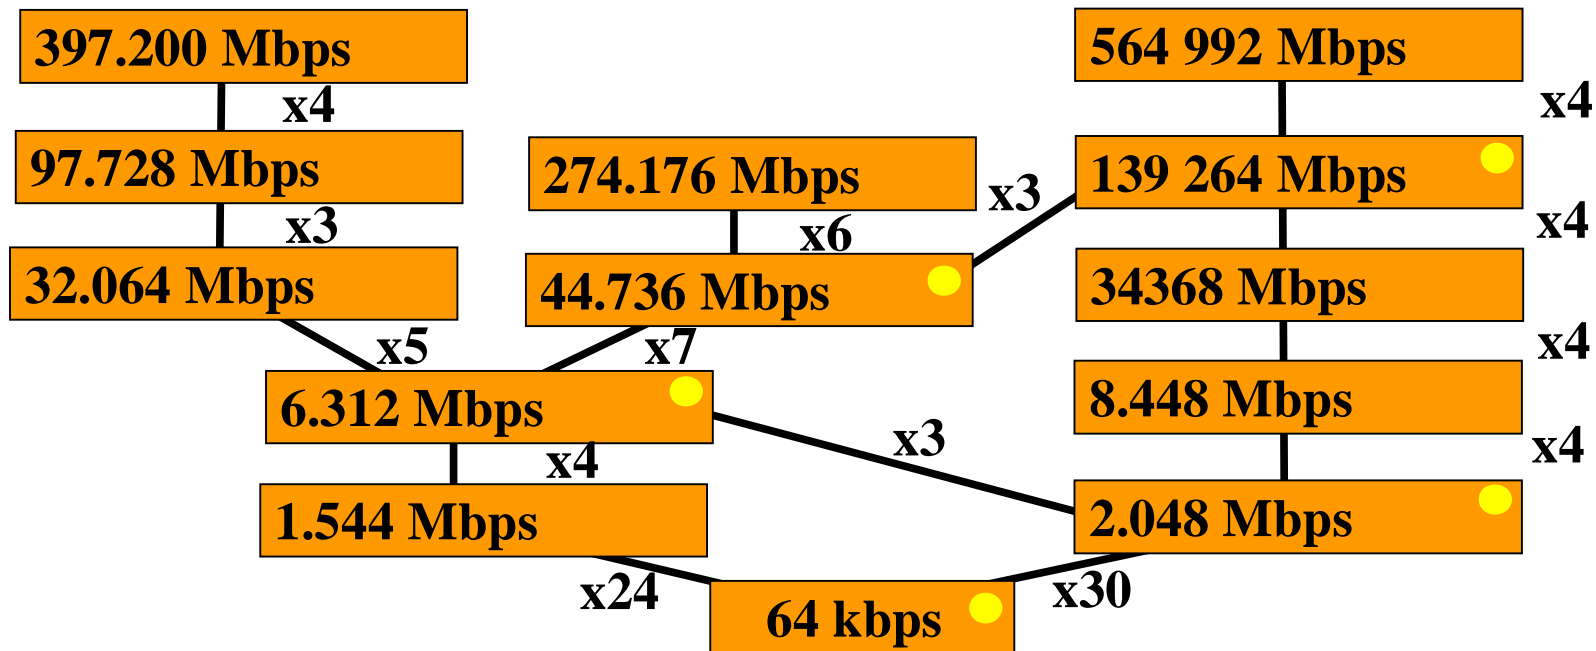 397.200 Mbps
x4
97.728 Mbps
x3
32.064 Mbps
x5
274.176 Mbps
x6
44.736 Mbps
x7
x3
564 992 Mbps
x4
139 264 Mbps
x4
34368 Mbps
x4
8.448 Mbps
x4
2.048 Mbps
6.312 Mbps
x3
x4
1.544 Mbps
x24
x30
64 kbps